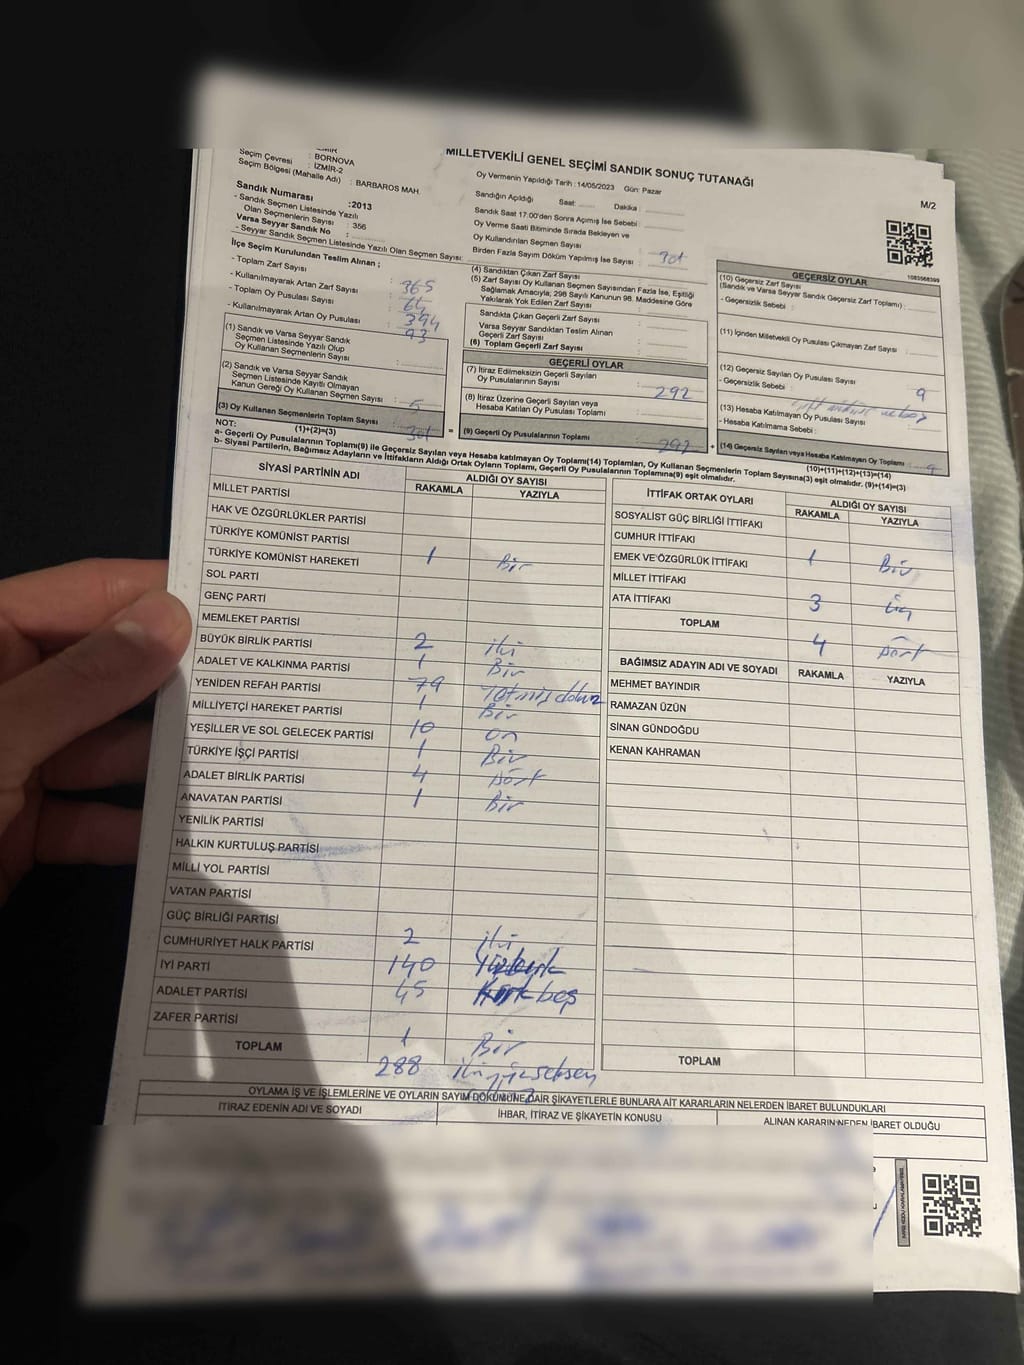 MİLLETVEKİLİ GENEL SEÇİMİ SANDIK SONUÇ TUTANAĞI
M/2
Seçim Çevresi : BORNOVA
İZMİR-2
Seçim Bölgesi (Mahalle Adı) : BARBAROS MAH.
Sandık Numarası :2013
- Sandık Seçmen Listesinde Yazılı
Olan Seçmenlerin Sayısı : 356
Varsa Seyyar Sandık No :
- Seyyar Sandık Seçmen Listesinde Yazılı Olan Seçmen Sayısı:
Oy Vermenin Yapıldığı Tarih :14/05/2023 Gün: Pazar
Sandığın Açıldığı Saat: Dakika :
Sandık Saat 17:00'den Sonra Açımış İse Sebebi :
Oy Verme Saati Bitiminde Sırada Bekleyen ve
Oy Kullandırılan Seçmen Sayısı
Birden Fazla Sayım Döküm Yapılmış İse Sayısı :
İlçe Seçim Kurulundan Teslim Alınan ;
- Toplam Zarf Sayısı : 365
- Kullanılmayarak Artan Zarf Sayısı : 64
- Toplam Oy Pusulası Sayısı : 394
- Kullanılmayarak Artan Oy Pusulası : 93
(1) Sandık ve Varsa Seyyar Sandık
Seçmen Listesinde Yazılı Olup
Oy Kullanan Seçmenlerin Sayısı :
(2) Sandık ve Varsa Seyyar Sandık
Seçmen Listesinde Kayıtlı Olmayan
Kanun Gereği Oy Kullanan Seçmen Sayısı : 5
(3) Oy Kullanan Seçmenlerin Toplam Sayısı : 301
(1)+(2)=(3)
(4) Sandıktan Çıkan Zarf Sayısı 301
(5) Zarf Sayısı Oy Kullanan Seçmen Sayısından Fazla İse, Eşitliği
Sağlamak Amacıyla; 298 Sayılı Kanunun 98. Maddesine Göre
Yakılarak Yok Edilen Zarf Sayısı :
Sandıkta Çıkan Geçerli Zarf Sayısı :
Varsa Seyyar Sandıktan Teslim Alınan
Geçerli Zarf Sayısı :
(6) Toplam Geçerli Zarf Sayısı :
GEÇERLİ OYLAR
(7) İtiraz Edilmeksizin Geçerli Sayılan
Oy Pusulalarının Sayısı : 292
(8) İtiraz Üzerine Geçerli Sayılan veya
Hesaba Katılan Oy Pusulası Toplamı :
(9) Geçerli Oy Pusulalarının Toplamı : 292
1083568399
GEÇERSİZ OYLAR
(10) Geçersiz Zarf Sayısı
(Sandık ve Varsa Seyyar Sandık Geçersiz Zarf Toplamı) :
- Geçersizlik Sebebi :
(11) İçinden Milletvekili Oy Pusulası Çıkmayan Zarf Sayısı :
(12) Geçersiz Sayılan Oy Pusulası Sayısı : 9
- Geçersizlik Sebebi :
(13) Hesaba Katılmayan Oy Pusulası Sayısı :
- Hesaba Katılmama Sebebi :
(14) Geçersiz Sayılan veya Hesaba Katılmayan Oy Toplamı : 9
(10)+(11)+(12)+(13)=(14)
NOT:
a- Geçerli Oy Pusulaları Toplamı(9) ile Geçersiz Sayılan veya Hesaba katılmayan Oy Toplamı(14) Toplamları, Oy Kullanan Seçmenlerin Toplam Sayısına(3) eşit olmalıdır. (9)+(14)=(3)
b- Siyasi Partilerin, Bağımsız Adayların ve İttifakların Aldığı Ortak Oyların Toplamı, Geçerli Oy Pusulalarının Toplamına(9) eşit olmalıdır.
SİYASİ PARTİNİN ADI ALDIĞI OY SAYISI
RAKAMLA YAZIYLA
MİLLET PARTİSİ
HAK VE ÖZGÜRLÜKLER PARTİSİ
TÜRKİYE KOMÜNİST PARTİSİ
TÜRKİYE KOMÜNİST HAREKETİ 1 Bir
SOL PARTİ
GENÇ PARTİ
MEMLEKET PARTİSİ
BÜYÜK BİRLİK PARTİSİ 2 iki
ADALET VE KALKINMA PARTİSİ 1 Bir
YENİDEN REFAH PARTİSİ 79 Yetmiş dokuz
MİLLİYETÇİ HAREKET PARTİSİ 1 Bir
YEŞİLLER VE SOL GELECEK PARTİSİ 10 on
TÜRKİYE İŞÇİ PARTİSİ 1 Bir
ADALET BİRLİK PARTİSİ 4 Dört
ANAVATAN PARTİSİ 1 Bir
YENİLİK PARTİSİ
HALKIN KURTULUŞ PARTİSİ
MİLLİ YOL PARTİSİ
VATAN PARTİSİ
GÜÇ BİRLİĞİ PARTİSİ
CUMHURİYET HALK PARTİSİ 2 iki
İYİ PARTİ 140 Yüzkırk
ADALET PARTİSİ 45 Kırk beş
ZAFER PARTİSİ
1 Bir
TOPLAM 288 ikiyüzseksen
İTTİFAK ORTAK OYLARI ALDIĞI OY SAYISI
RAKAMLA YAZIYLA
SOSYALİST GÜÇ BİRLİĞİ İTTİFAKI
CUMHUR İTTİFAKI
EMEK VE ÖZGÜRLÜK İTTİFAKI 1 Bir
MİLLET İTTİFAKI
ATA İTTİFAKI 3 üç
TOPLAM 4 Dört
BAĞIMSIZ ADAYIN ADI VE SOYADI RAKAMLA YAZIYLA
MEHMET BAYINDIR
RAMAZAN ÜZÜN
SİNAN GÜNDOĞDU
KENAN KAHRAMAN
TOPLAM
OYLAMA İŞ VE İŞLEMLERİNE VE OYLARIN SAYIM DÖKÜMÜNE DAİR ŞİKAYETLERLE BUNLARA AİT KARARLARIN NELERDEN İBARET BULUNDUKLARI
İTİRAZ EDENİN ADI VE SOYADI İHBAR, İTİRAZ VE ŞİKAYETİN KONUSU ALINAN KARARIN NEDEN İBARET OLDUĞU